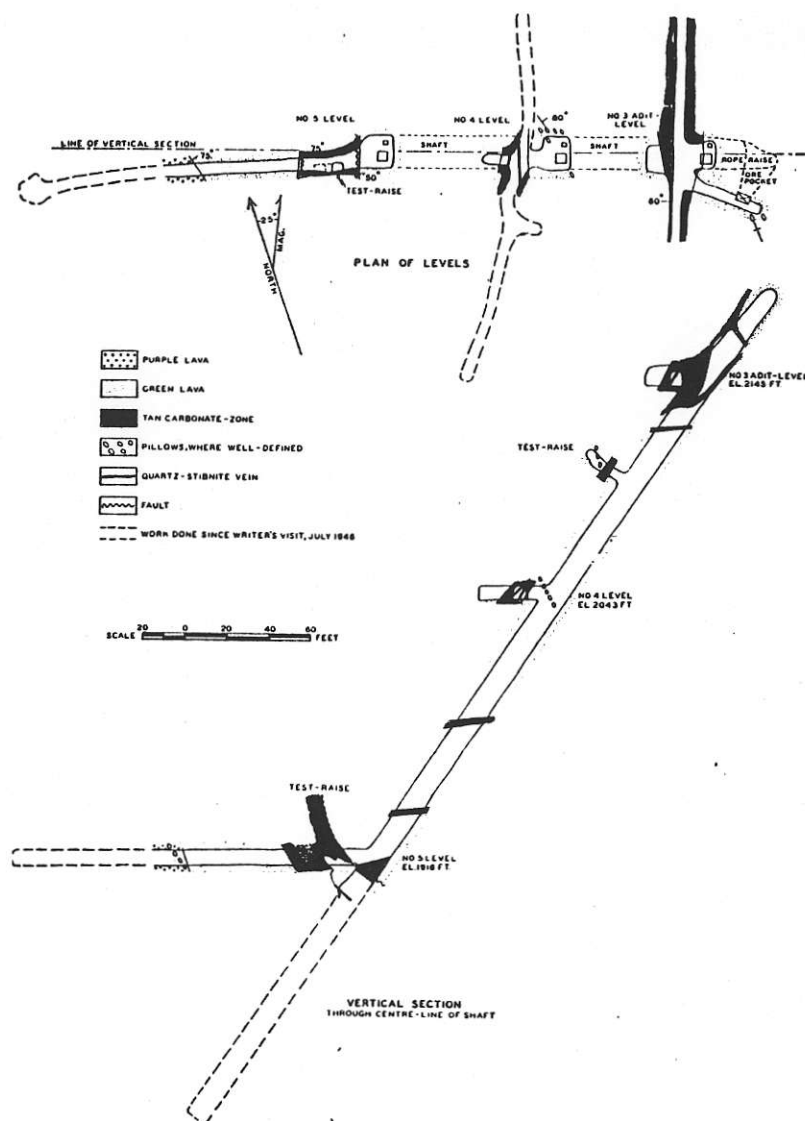 NO 5 LEVEL
NO 4 LEVEL
NO 3 ADIT-
LEVEL
80°
LINE OF VERTICAL SECTION
75°
75°
SHAFT
SHAFT
ROPE RAISE
ORE
POCKET
50°
TEST-RAISE
60°
25°
MAG.
NORTH
PLAN OF LEVELS
PURPLE LAVA
GREEN LAVA
TAN CARBONATE-ZONE
PILLOWS, WHERE WELL-DEFINED
QUARTZ-STIBNITE VEIN
FAULT
WORK DONE SINCE WRITER'S VISIT, JULY 1948
SCALE 20 0 20 40 60 FEET
NO 3 ADIT-LEVEL
EL. 2145 FT.
TEST-RAISE
NO 4 LEVEL
EL. 2043 FT
TEST-RAISE
NO 5 LEVEL
EL. 1918 FT.
VERTICAL SECTION
THROUGH CENTRE-LINE OF SHAFT